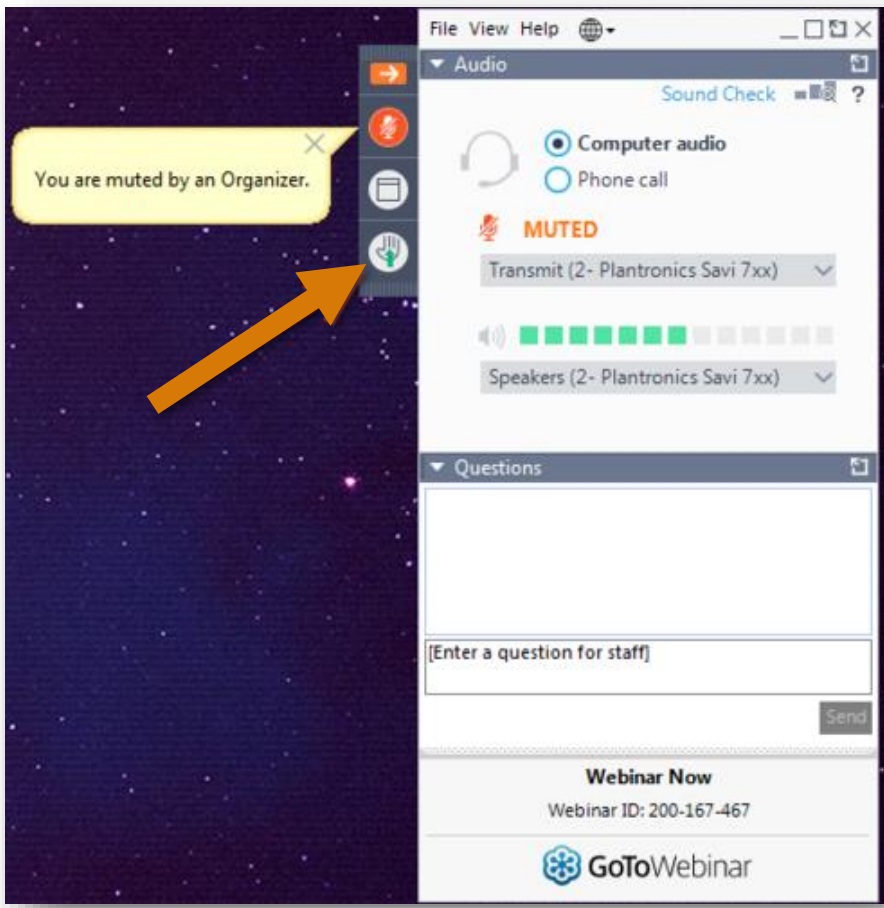 File View Help
Audio
Sound Check ?
Computer audio
You are muted by an Organizer.
Phone call
MUTED
Transmit (2- Plantronics Savi 7xx)
Speakers (2- Plantronics Savi 7xx)
Questions
[Enter a question for staff]
Send
Webinar Now
Webinar ID: 200-167-467
GoToWebinar